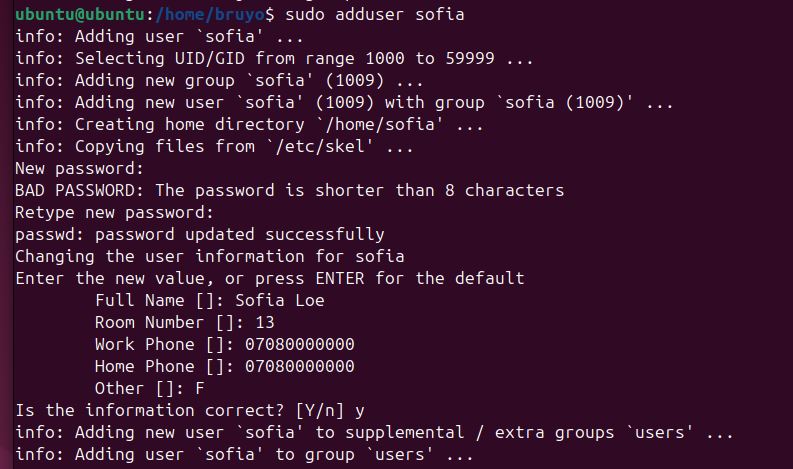 ubuntu@ubuntu:/home/bruyo$ sudo adduser sofia
info: Adding user `sofia' ...
info: Selecting UID/GID from range 1000 to 59999 ...
info: Adding new group `sofia' (1009) ...
info: Adding new user `sofia' (1009) with group `sofia (1009)' ...
info: Creating home directory `/home/sofia' ...
info: Copying files from `/etc/skel' ...
New password:
BAD PASSWORD: The password is shorter than 8 characters
Retype new password:
passwd: password updated successfully
Changing the user information for sofia
Enter the new value, or press ENTER for the default
        Full Name []: Sofia Loe
        Room Number []: 13
        Work Phone []: 07080000000
        Home Phone []: 07080000000
        Other []: F
Is the information correct? [Y/n] y
info: Adding new user `sofia' to supplemental / extra groups `users' ...
info: Adding user `sofia' to group `users' ...